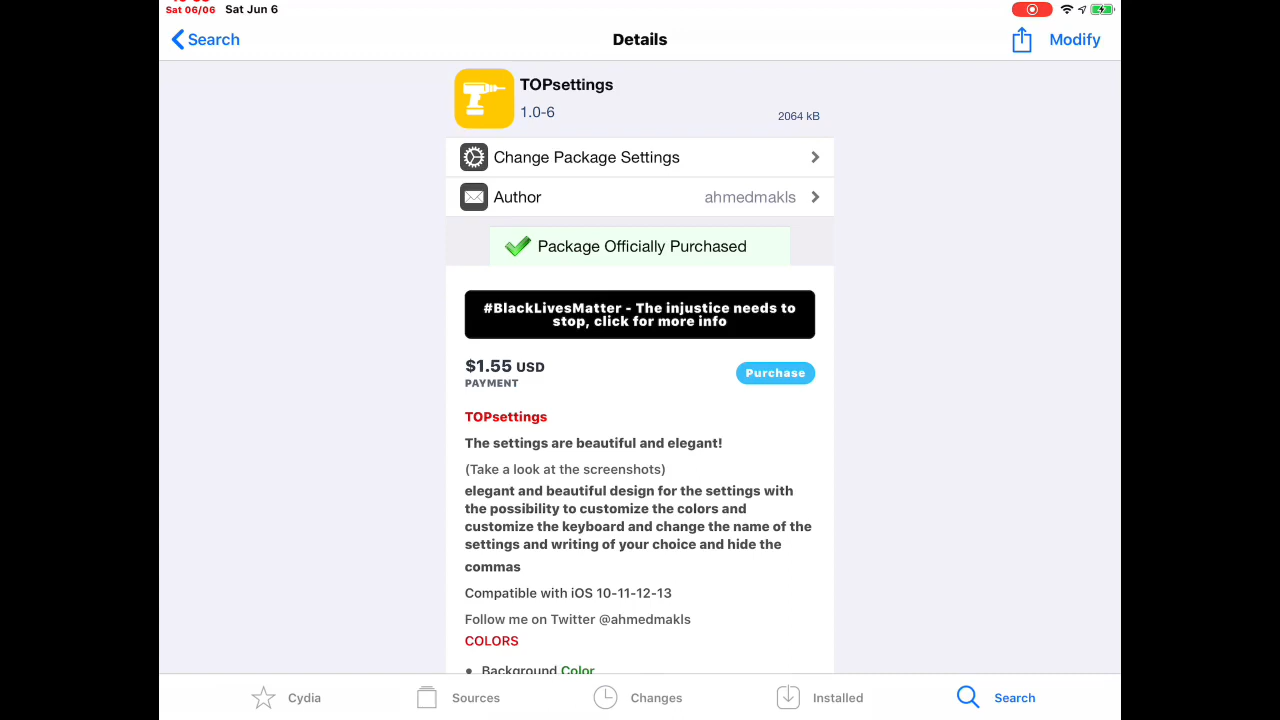 Sat 06/06 Sat Jun 6
Search
Details
Modify
TOPsettings
1.0-6
2064 kB
Change Package Settings
Author
ahmedmakls
Package Officially Purchased
#BlackLivesMatter - The injustice needs to
stop, click for more info
$1.55 USD
PAYMENT
Purchase
TOPsettings
The settings are beautiful and elegant!
(Take a look at the screenshots)
elegant and beautiful design for the settings with
the possibility to customize the colors and
customize the keyboard and change the name of the
settings and writing of your choice and hide the
commas
Compatible with iOS 10-11-12-13
Follow me on Twitter @ahmedmakls
COLORS
• Background Color
Cydia
Sources
Changes
Installed
Search